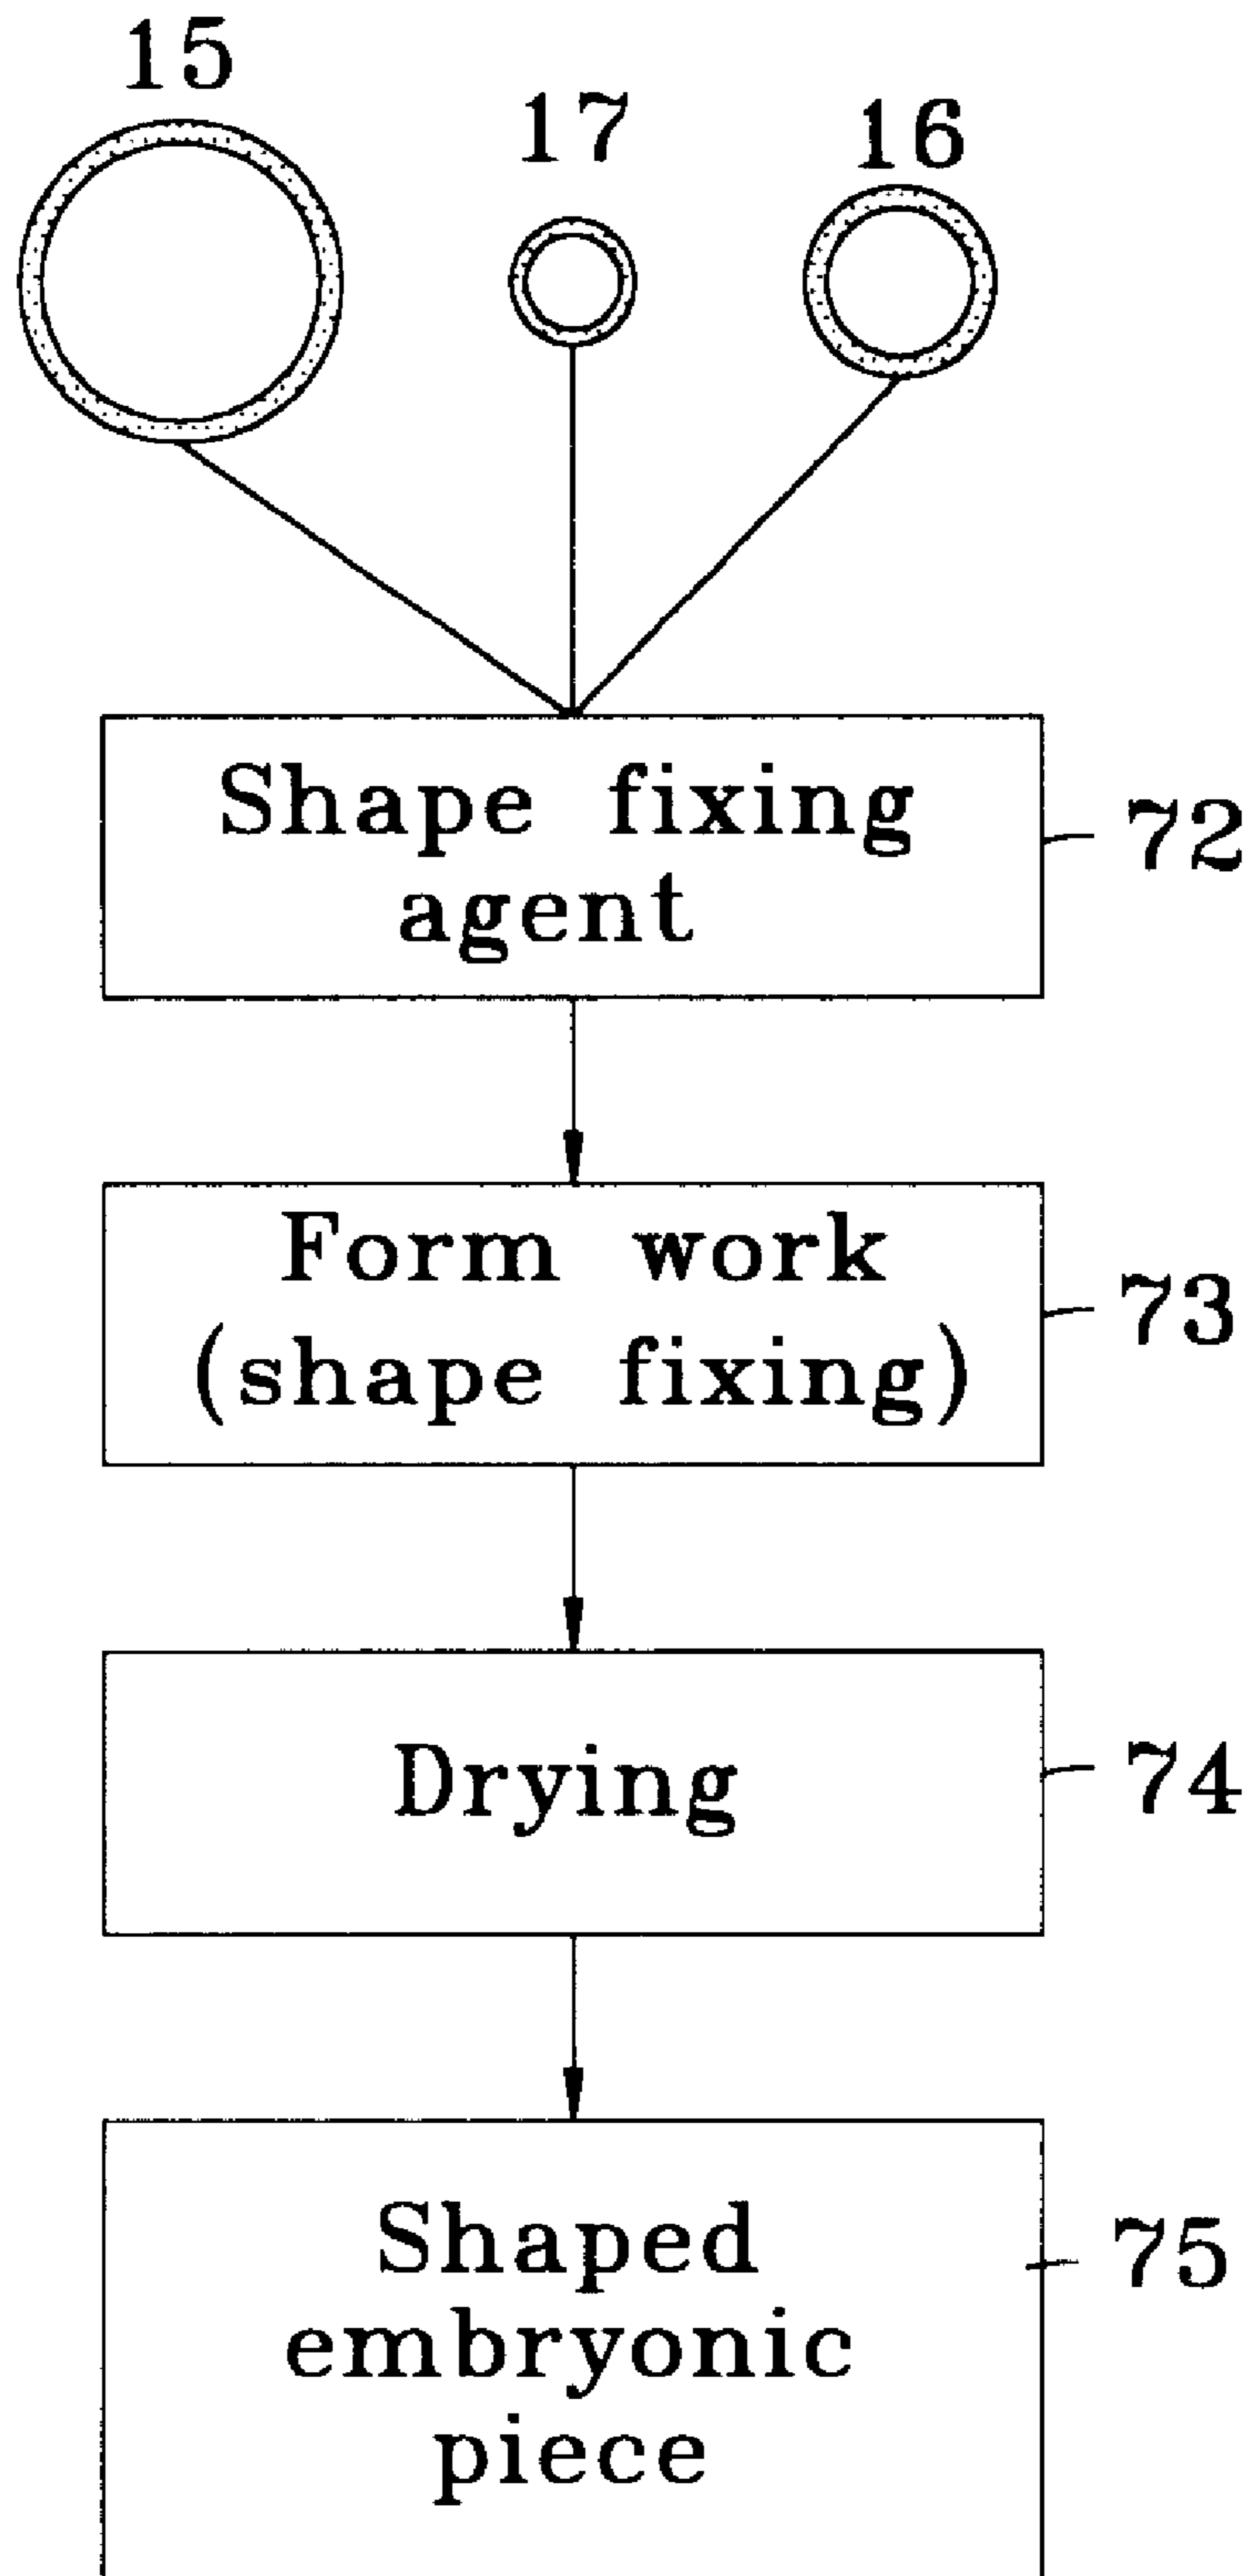 15
17
16
Shape fixing
agent
72
Form work
(shape fixing)
73
Drying
74
Shaped
embryonic
piece
75